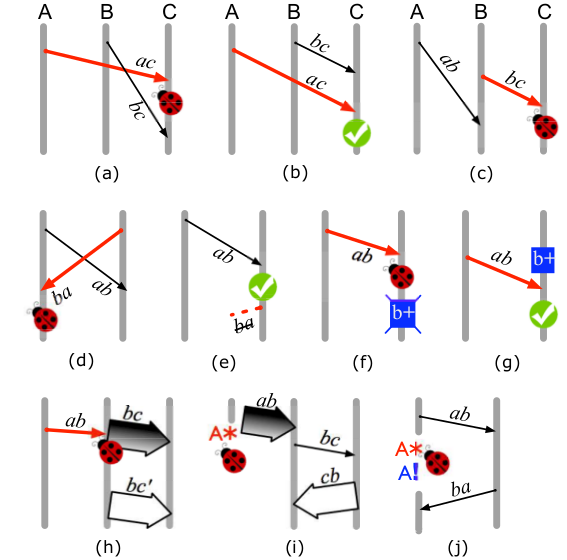 A B C
ac
bc
(a)
A B C
bc
ac
(b)
A B C
ab
bc
(c)
ba
ab
(d)
ab
ba
(e)
ab
b+
(f)
b+
ab
(g)
ab bc
bc'
(h)
ab
A*
bc
cb
(i)
ab
A*
A!
ba
(j)